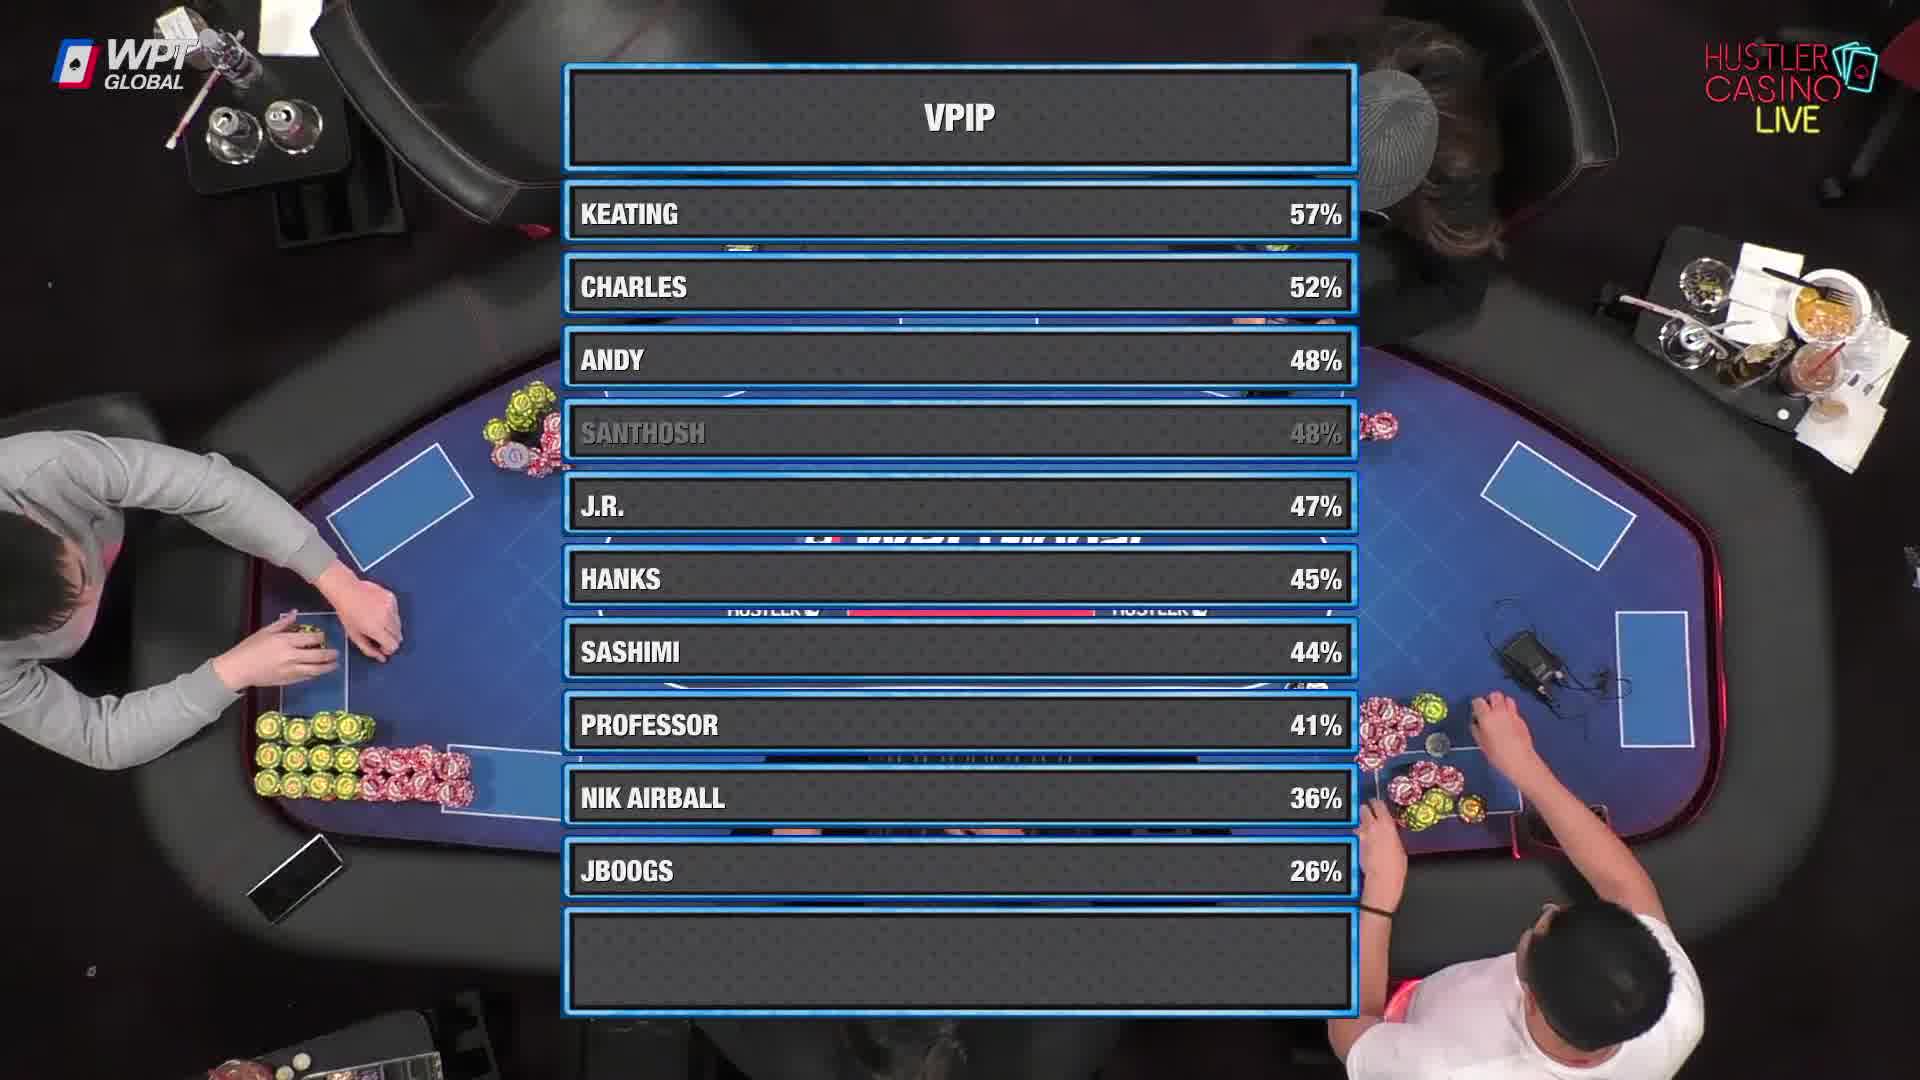 WPT
GLOBAL
HUSTLER
CASINO
LIVE
VPIP
KEATING 57%
CHARLES 52%
ANDY 48%
SANTHOSH 48%
J.R. 47%
HANKS 45%
SASHIMI 44%
PROFESSOR 41%
NIK AIRBALL 36%
JBOOGS 26%